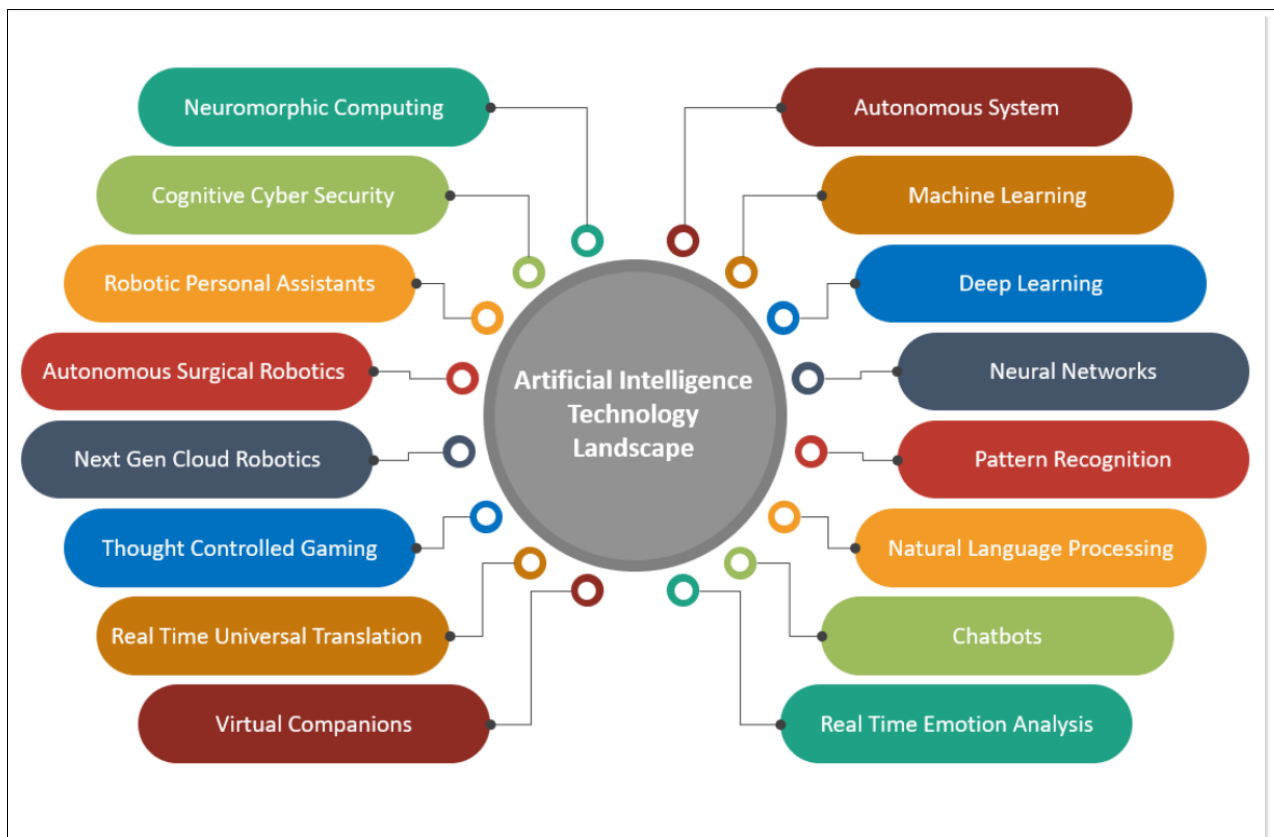 Neuromorphic Computing
Autonomous System
Cognitive Cyber Security
Machine Learning
Robotic Personal Assistants
Deep Learning
Autonomous Surgical Robotics
Neural Networks
Artificial Intelligence
Technology
Landscape
Next Gen Cloud Robotics
Pattern Recognition
Thought Controlled Gaming
Natural Language Processing
Real Time Universal Translation
Chatbots
Virtual Companions
Real Time Emotion Analysis